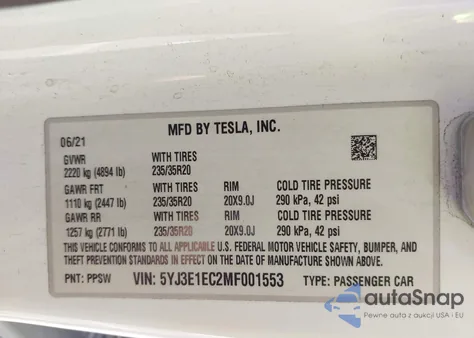 MFD BY TESLA, INC.
06/21
GVWR WITH TIRES
2220 kg (4894 lb) 235/35R20
GAWR FRT WITH TIRES RIM COLD TIRE PRESSURE
1110 kg (2447 lb) 235/35R20 20X9.0J 290 kPa, 42 psi
GAWR RR WITH TIRES RIM COLD TIRE PRESSURE
1257 kg (2771 lb) 235/35R20 20X9.0J 290 kPa, 42 psi
THIS VEHICLE CONFORMS TO ALL APPLICABLE U.S. FEDERAL MOTOR VEHICLE SAFETY, BUMPER, AND
THEFT PREVENTION STANDARDS IN EFFECT ON THE DATE OF MANUFACTURE SHOWN ABOVE.
PNT: PPSW VIN: 5YJ3E1EC2MF001553 TYPE: PASSENGER CAR
autaSnap
Pewne auta z aukcji USA i Kanady